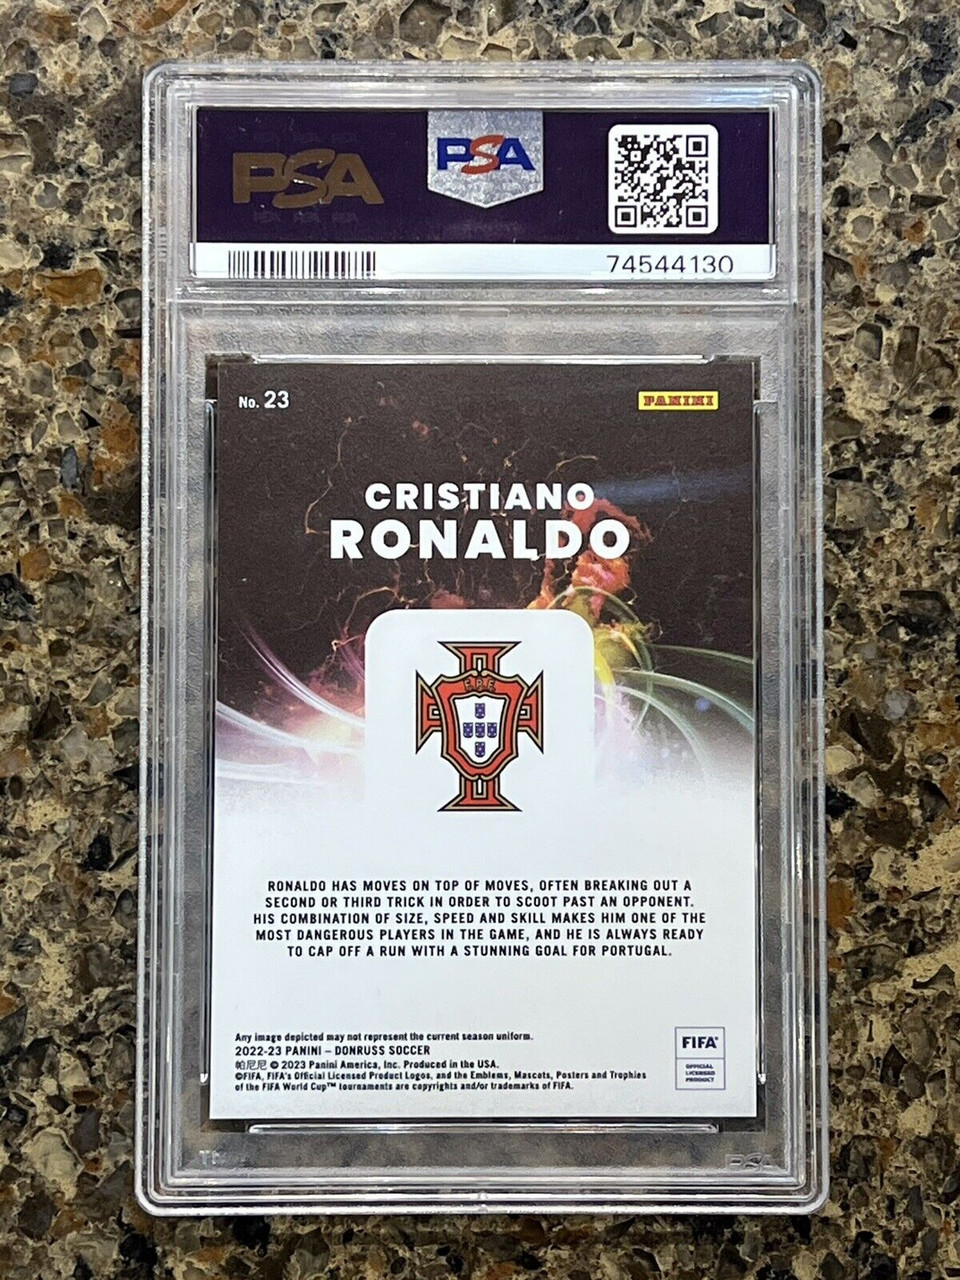 PSA
PSA
74544130
No. 23
PANINI
CRISTIANO
RONALDO
F.P.F.
RONALDO HAS MOVES ON TOP OF MOVES, OFTEN BREAKING OUT A
SECOND OR THIRD TRICK IN ORDER TO SCOOT PAST AN OPPONENT.
HIS COMBINATION OF SIZE, SPEED AND SKILL MAKES HIM ONE OF THE
MOST DANGEROUS PLAYERS IN THE GAME, AND HE IS ALWAYS READY
TO CAP OFF A RUN WITH A STUNNING GOAL FOR PORTUGAL.
Any image depicted may not represent the current season uniform.
2022-23 PANINI – DONRUSS SOCCER
帕尼尼 © 2023 Panini America, Inc. Produced in the USA.
©FIFA, FIFA's Official Licensed Product Logos, and the Emblems, Mascots, Posters and Trophies
of the FIFA World Cup™ tournaments are copyrights and/or trademarks of FIFA.
FIFA®
OFFICIAL
LICENSED
PRODUCT
PSA